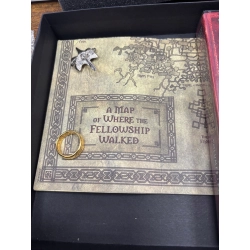 A MAP
OF WHERE THE
FELLOWSHIP
WALKED